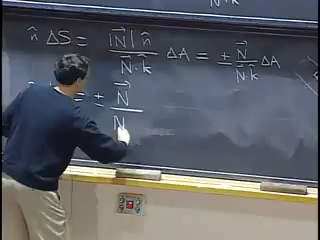 n̂ ΔS = |N⃗| n̂ / N⃗·k̂ ΔA = ± N⃗ / N⃗·k̂ ΔA
= ± N⃗ / N